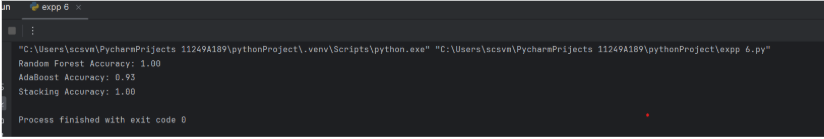 un expp 6
"C:\Users\scsvm\PycharmPrijects 11249A189\pythonProject\.venv\Scripts\python.exe" "C:\Users\scsvm\PycharmPrijects 11249A189\pythonProject\expp 6.py"
Random Forest Accuracy: 1.00
AdaBoost Accuracy: 0.93
Stacking Accuracy: 1.00
Process finished with exit code 0